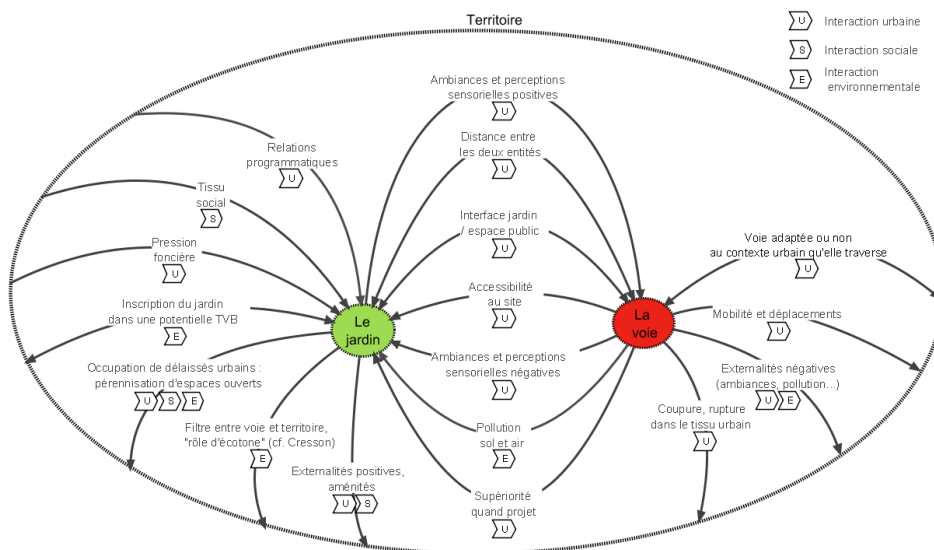 Territoire
U Interaction urbaine
S Interaction sociale
E Interaction
environnementale
Ambiances et perceptions
sensorielles positives
U
Relations
programmatiques
U
Distance entre
les deux entités
U
Tissu
social
S
Interface jardin
/ espace public
U
Pression
foncière
U
Voie adaptée ou non
au contexte urbain qu'elle traverse
U
Inscription du jardin
dans une potentielle TVB
E
Le
jardin
Accessibilité
au site
U
La
voie
Mobilité et déplacements
U
Occupation de délaissés urbains :
pérennisation d'espaces ouverts
U S E
Ambiances et perceptions
sensorielles négatives
U
Externalités négatives
(ambiances, pollution...)
U E
Filtre entre voie et territoire,
"rôle d'écotone" (cf. Cresson)
E
Pollution
sol et air
E
Coupure, rupture
dans le tissu urbain
U
Externalités positives,
aménités
U S
Supériorité
quand projet
U